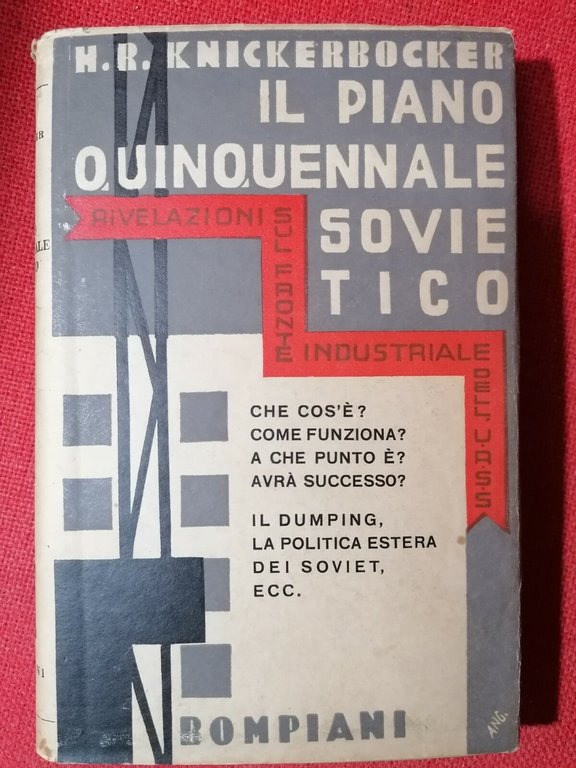 H.R. KNICKERBOCKER
IL PIANO
QUINQUENNALE
SOVIE
TICO
RIVELAZIONI
SUL FRONTE
INDUSTRIALE
DELL'U.R.S.S.
CHE COS'È?
COME FUNZIONA?
A CHE PUNTO È?
AVRÀ SUCCESSO?
IL DUMPING,
LA POLITICA ESTERA
DEI SOVIET,
ECC.
BOMPIANI
ANG.